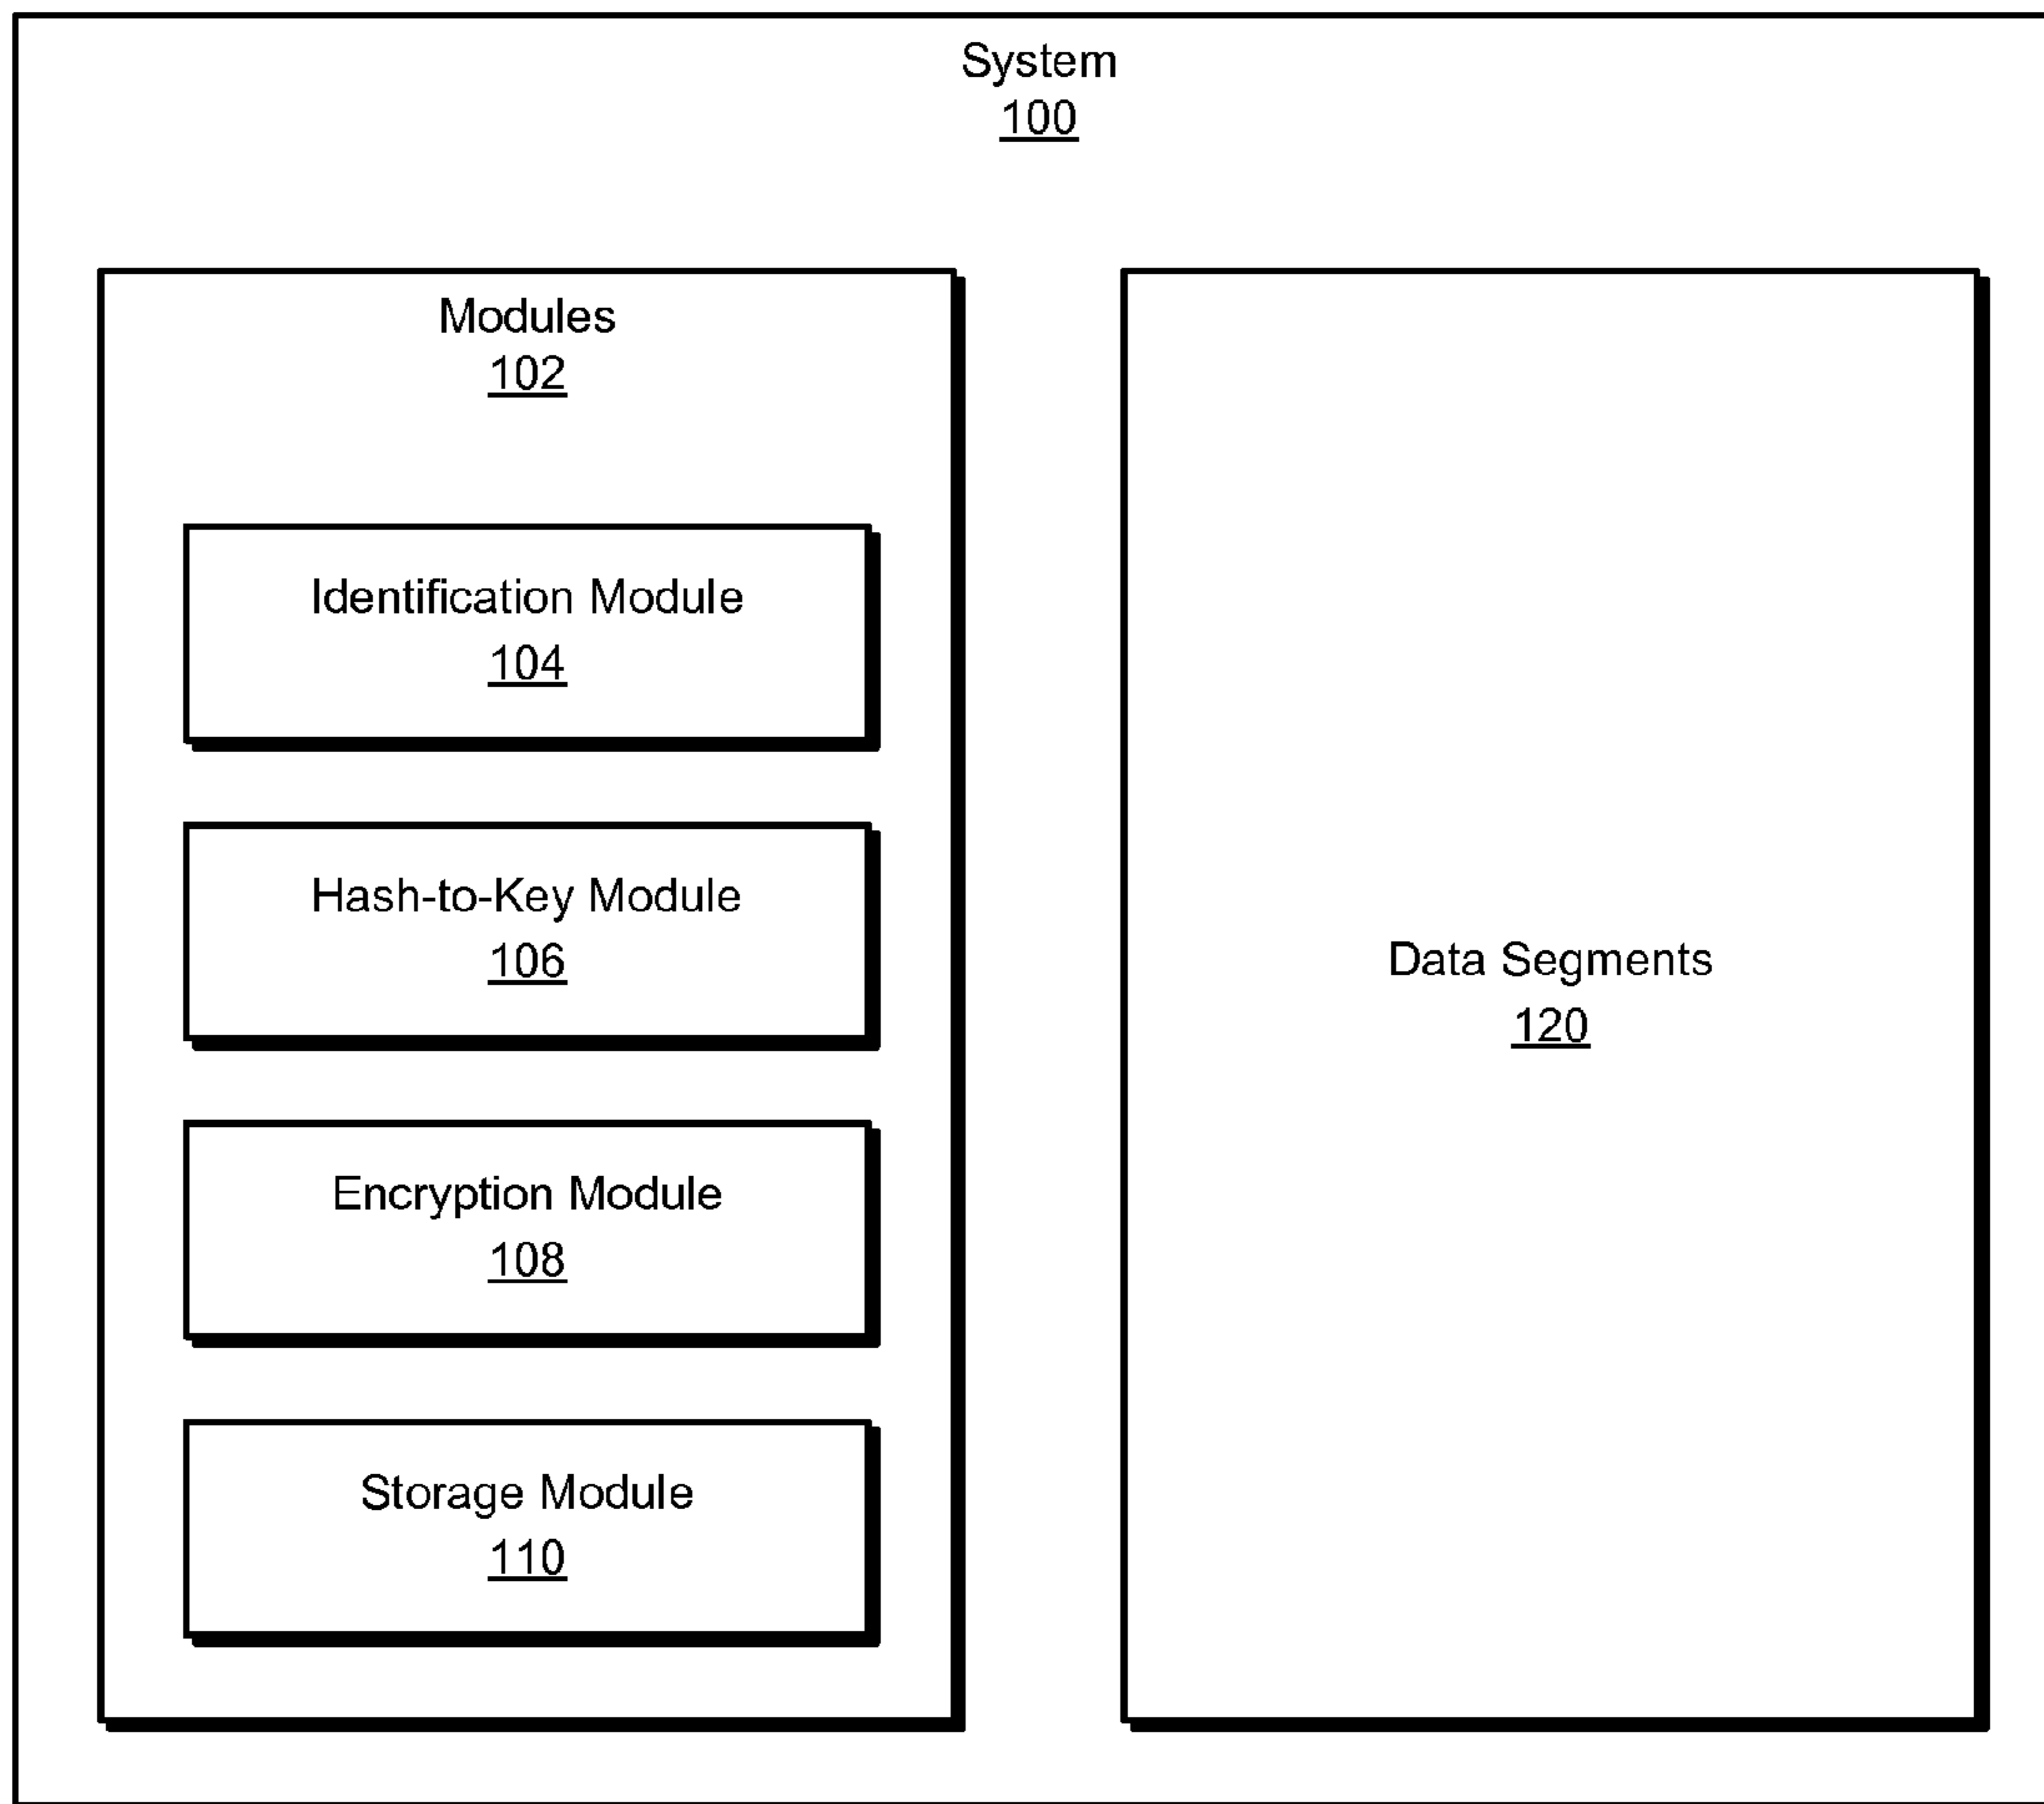 System
100
Modules
102
Identification Module
104
Hash-to-Key Module
106
Encryption Module
108
Storage Module
110
Data Segments
120